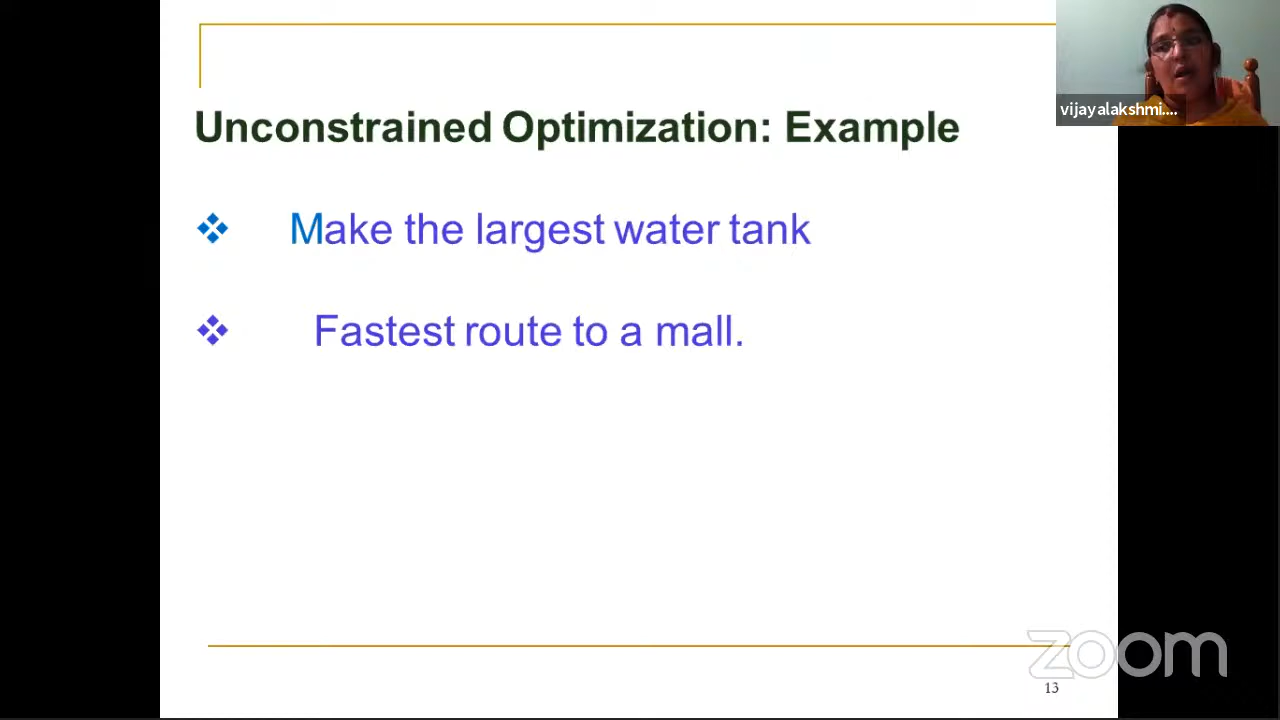 vijayalakshmi....
Unconstrained Optimization: Example
Make the largest water tank
Fastest route to a mall.
zoom
13